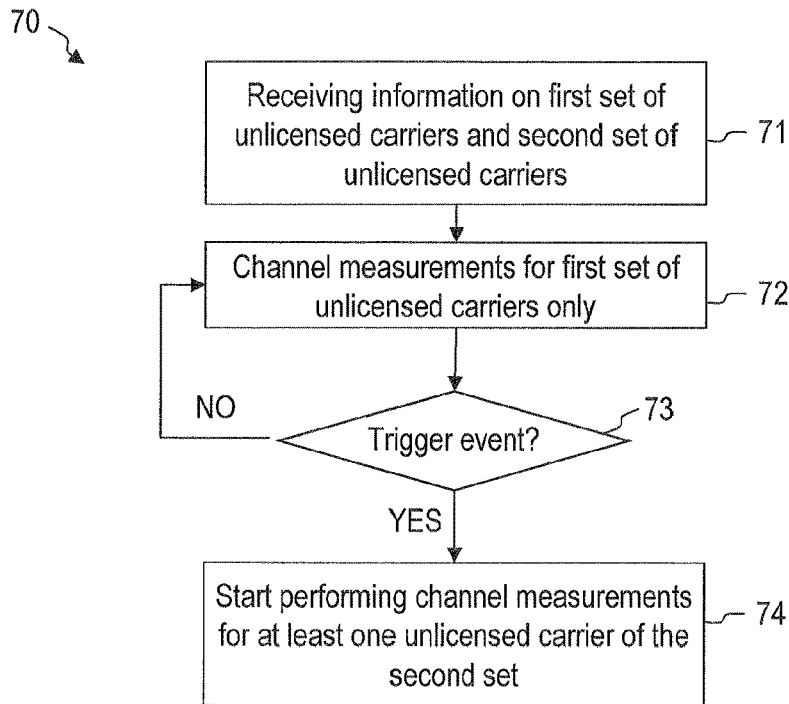 70
Receiving information on first set of
unlicensed carriers and second set of
unlicensed carriers
71
Channel measurements for first set of
unlicensed carriers only
72
NO
Trigger event?
73
YES
Start performing channel measurements
for at least one unlicensed carrier of the
second set
74